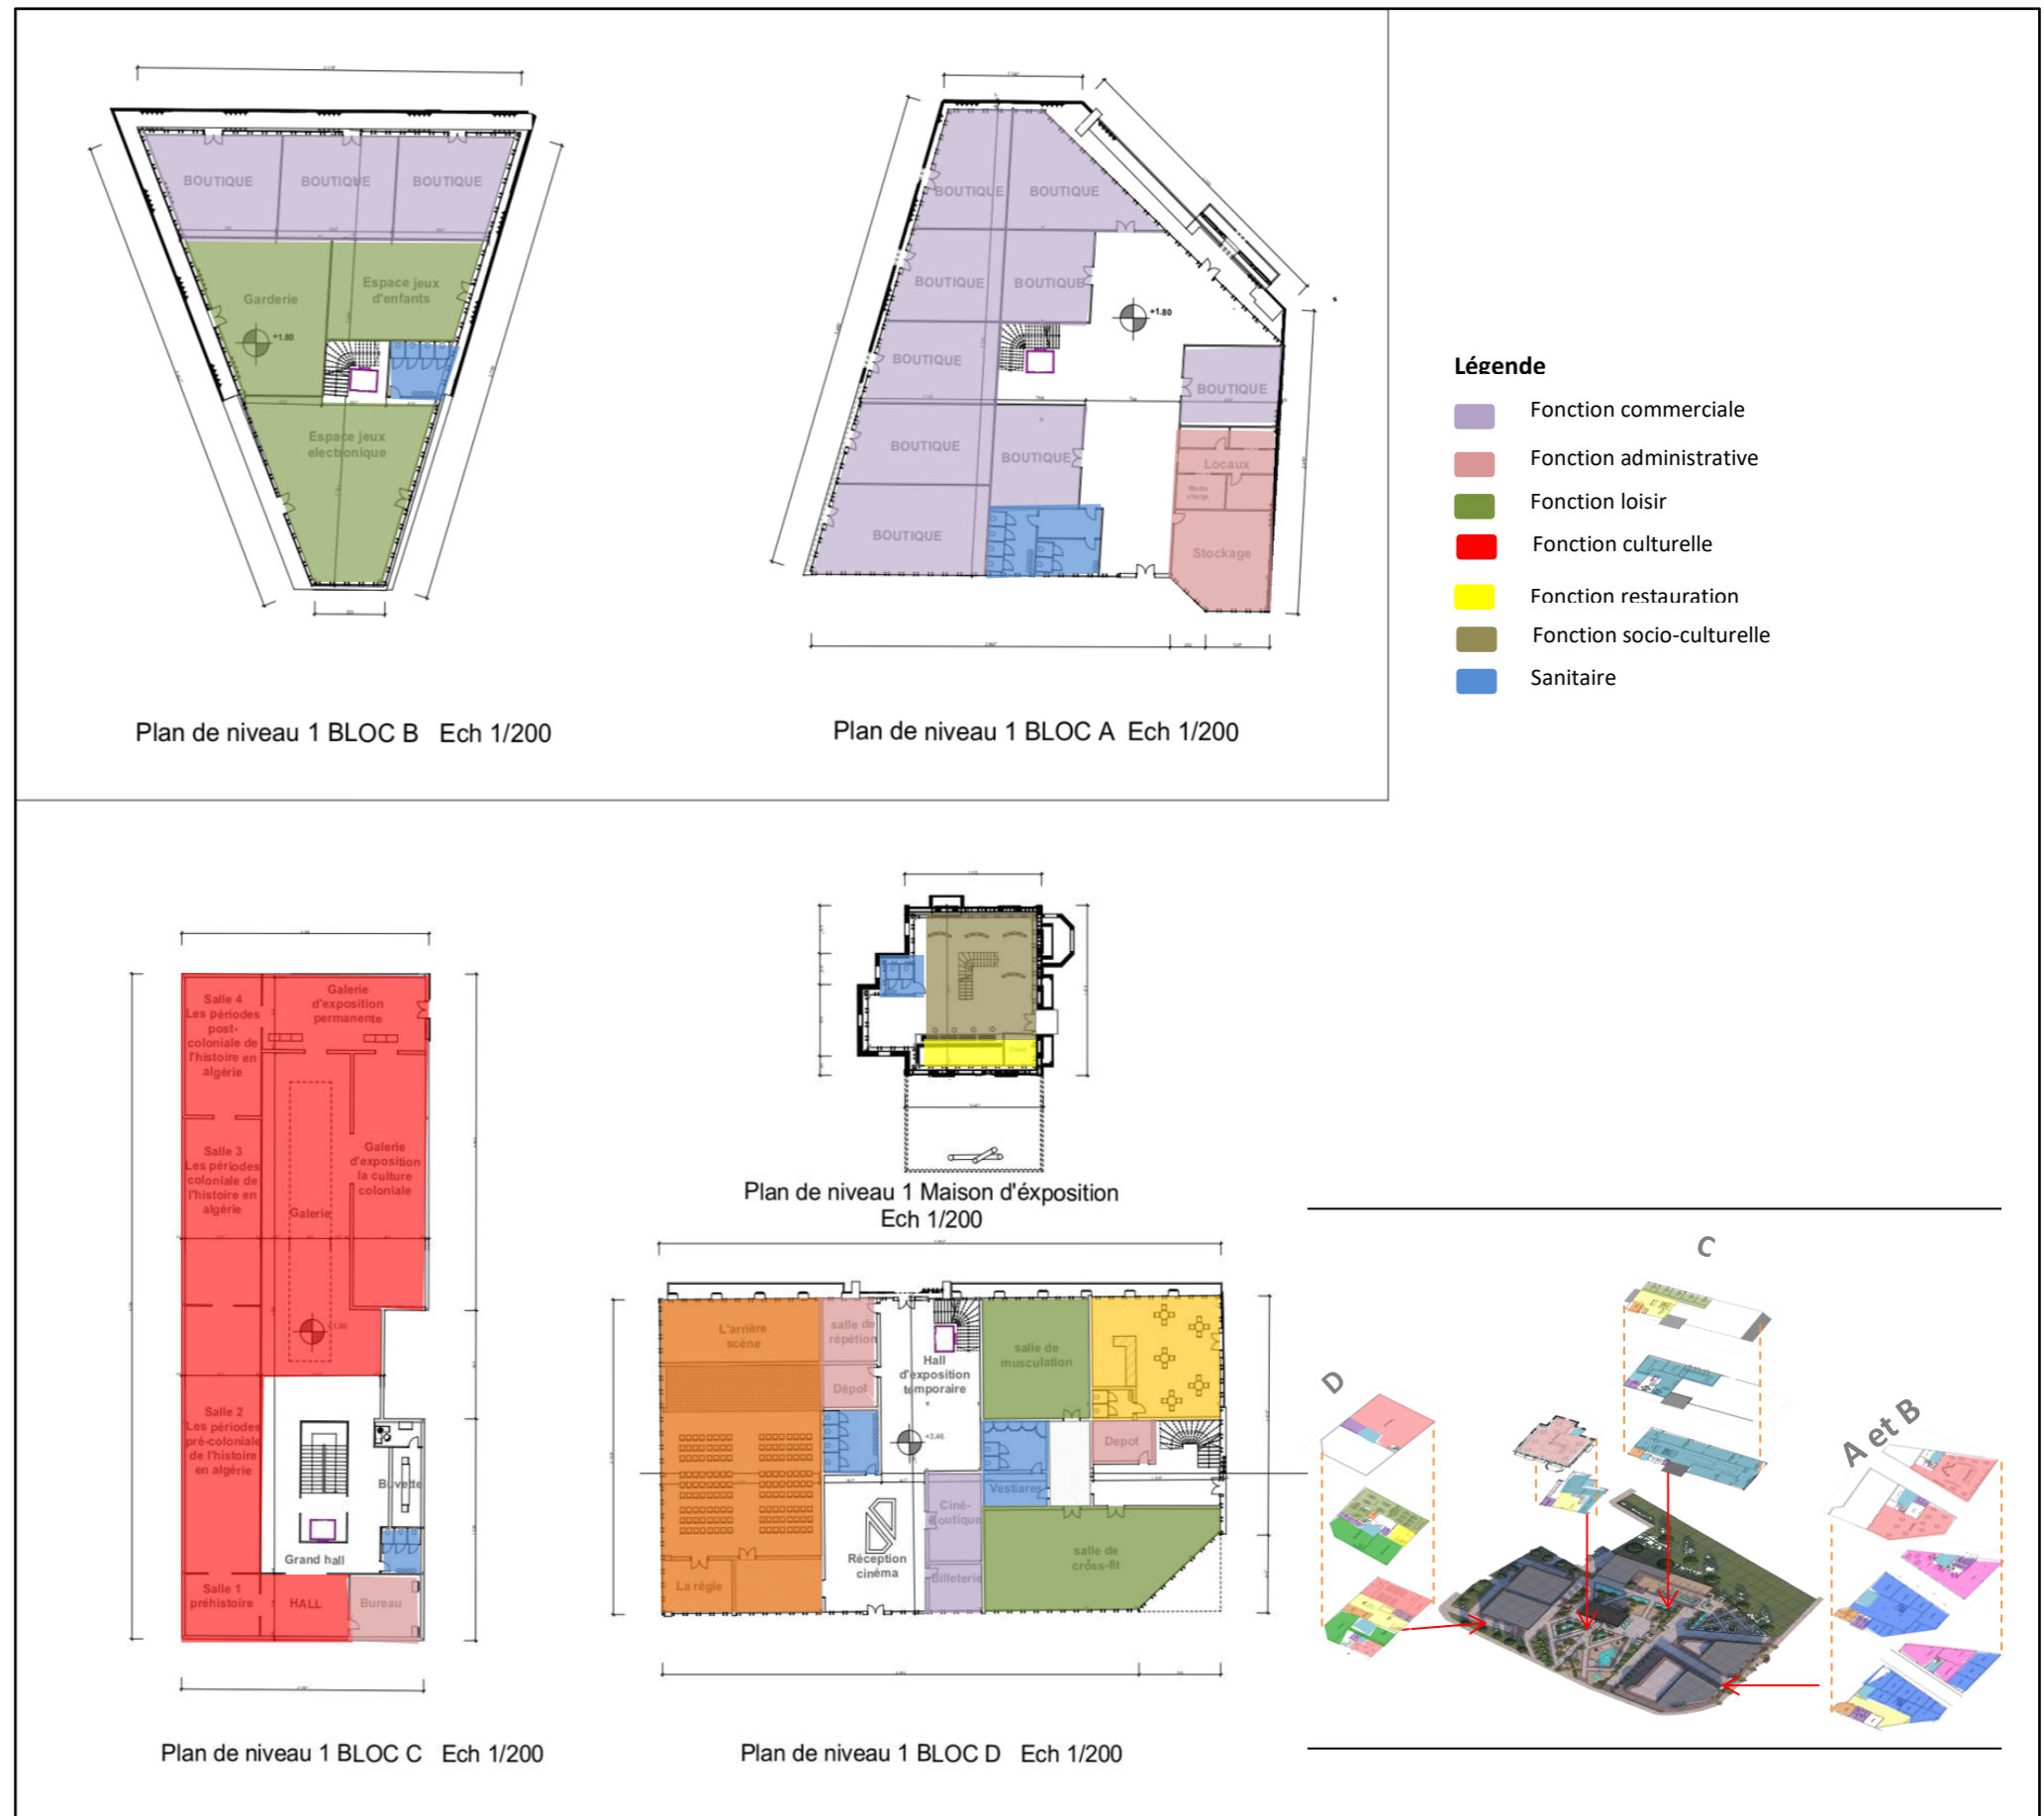 BOUTIQUE
BOUTIQUE
BOUTIQUE
Garderie
Espace jeux
d'enfants
+1.80
Espace jeux
electronique
Plan de niveau 1 BLOC B Ech 1/200
BOUTIQUE
BOUTIQUE
BOUTIQUE
BOUTIQUE
+1.80
BOUTIQUE
BOUTIQUE
BOUTIQUE
BOUTIQUE
BOUTIQUE
Locaux
Monte
charge
Stockage
Plan de niveau 1 BLOC A Ech 1/200
Légende
Fonction commerciale
Fonction administrative
Fonction loisir
Fonction culturelle
Fonction restauration
Fonction socio-culturelle
Sanitaire
Salle 4
Les périodes
post-
coloniale de
l'histoire en
algérie
Galerie
d'exposition
permanente
Salle 3
Les périodes
coloniale de
l'histoire en
algérie
Galerie
d'exposition
la culture
coloniale
Galerie
Salle 2
Les périodes
pré-coloniale
de l'histoire
en algérie
Buvette
Grand hall
Salle 1
préhistoire
HALL
Bureau
Plan de niveau 1 BLOC C Ech 1/200
Plan de niveau 1 Maison d'éxposition
Ech 1/200
L'arrière
scène
salle de
répétion
Dépot
Hall
d'exposition
temporaire
+3.46
salle de
musculation
Depot
Vestiares
Ciné-
Boutique
Billeterie
Réception
cinéma
La régie
salle de
cross-fit
Plan de niveau 1 BLOC D Ech 1/200
C
D
A et B